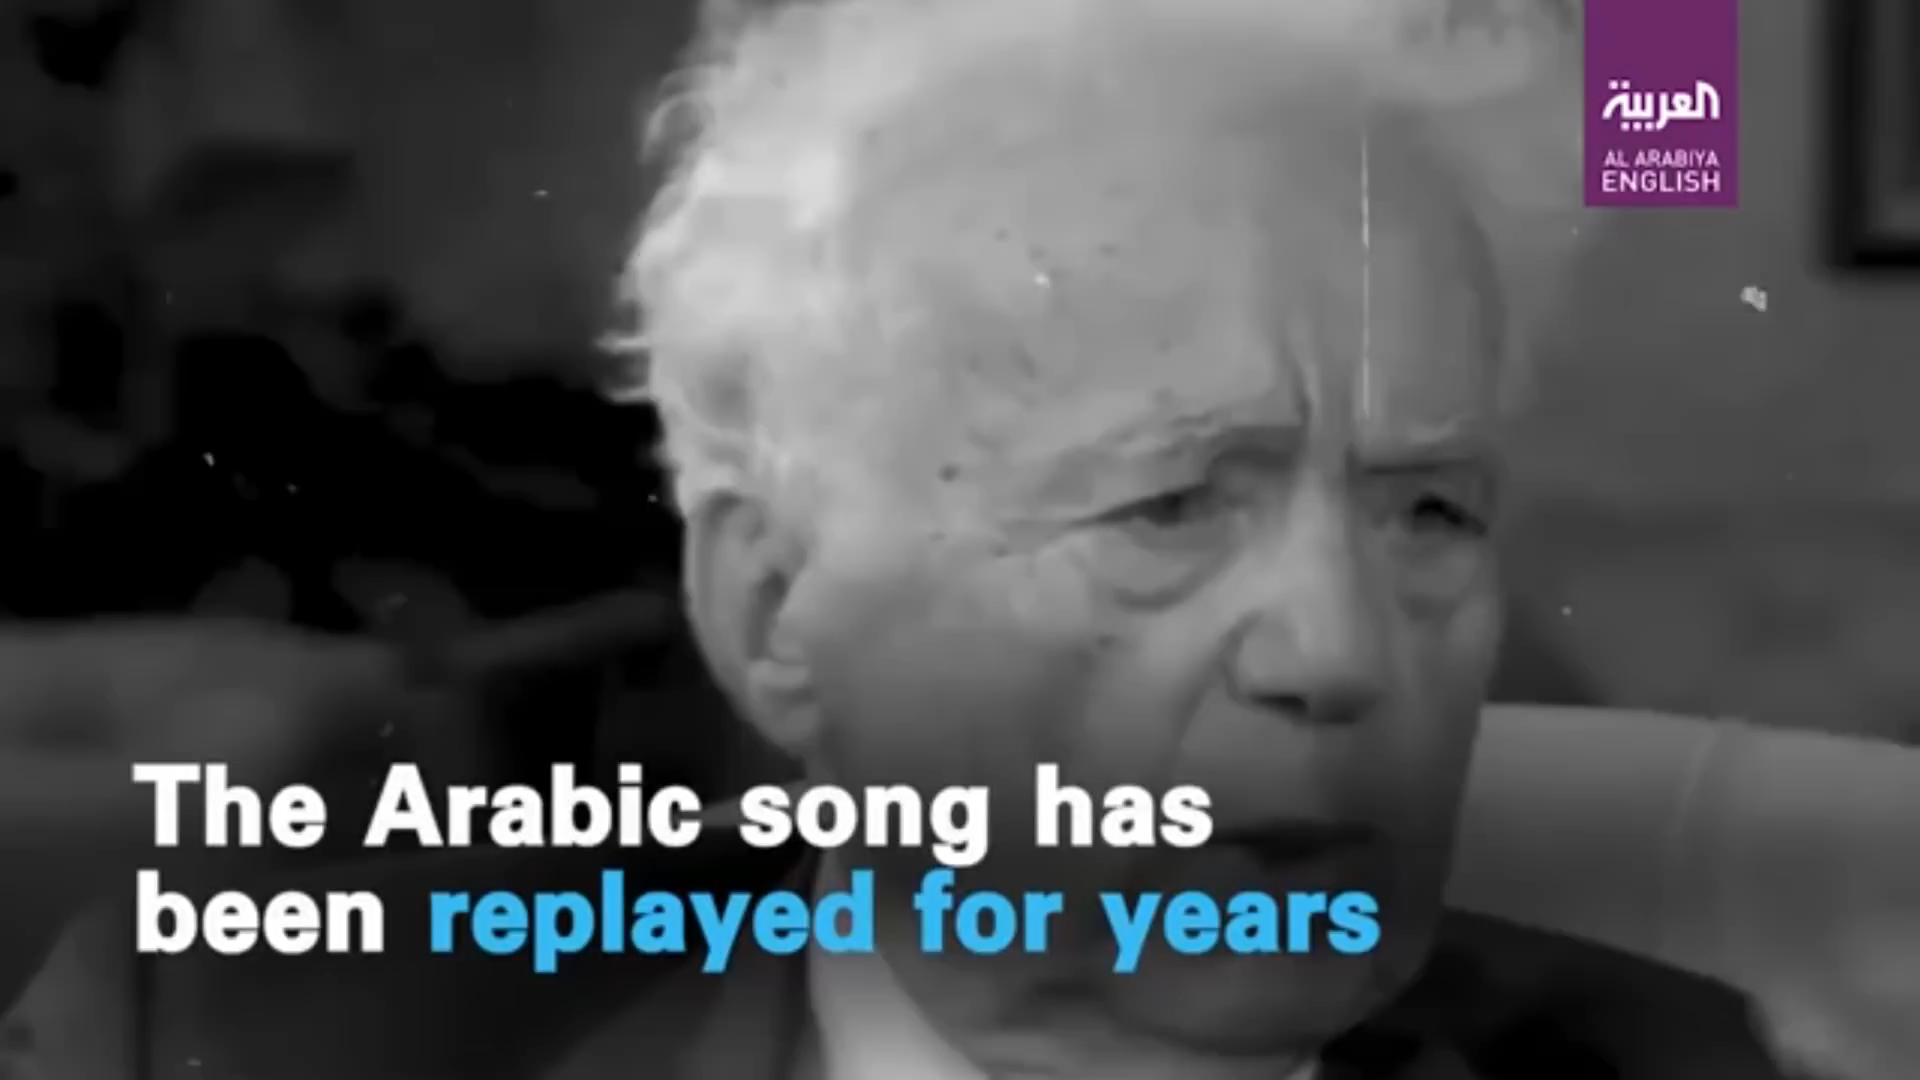 العربية
AL ARABIYA
ENGLISH
The Arabic song has
been replayed for years